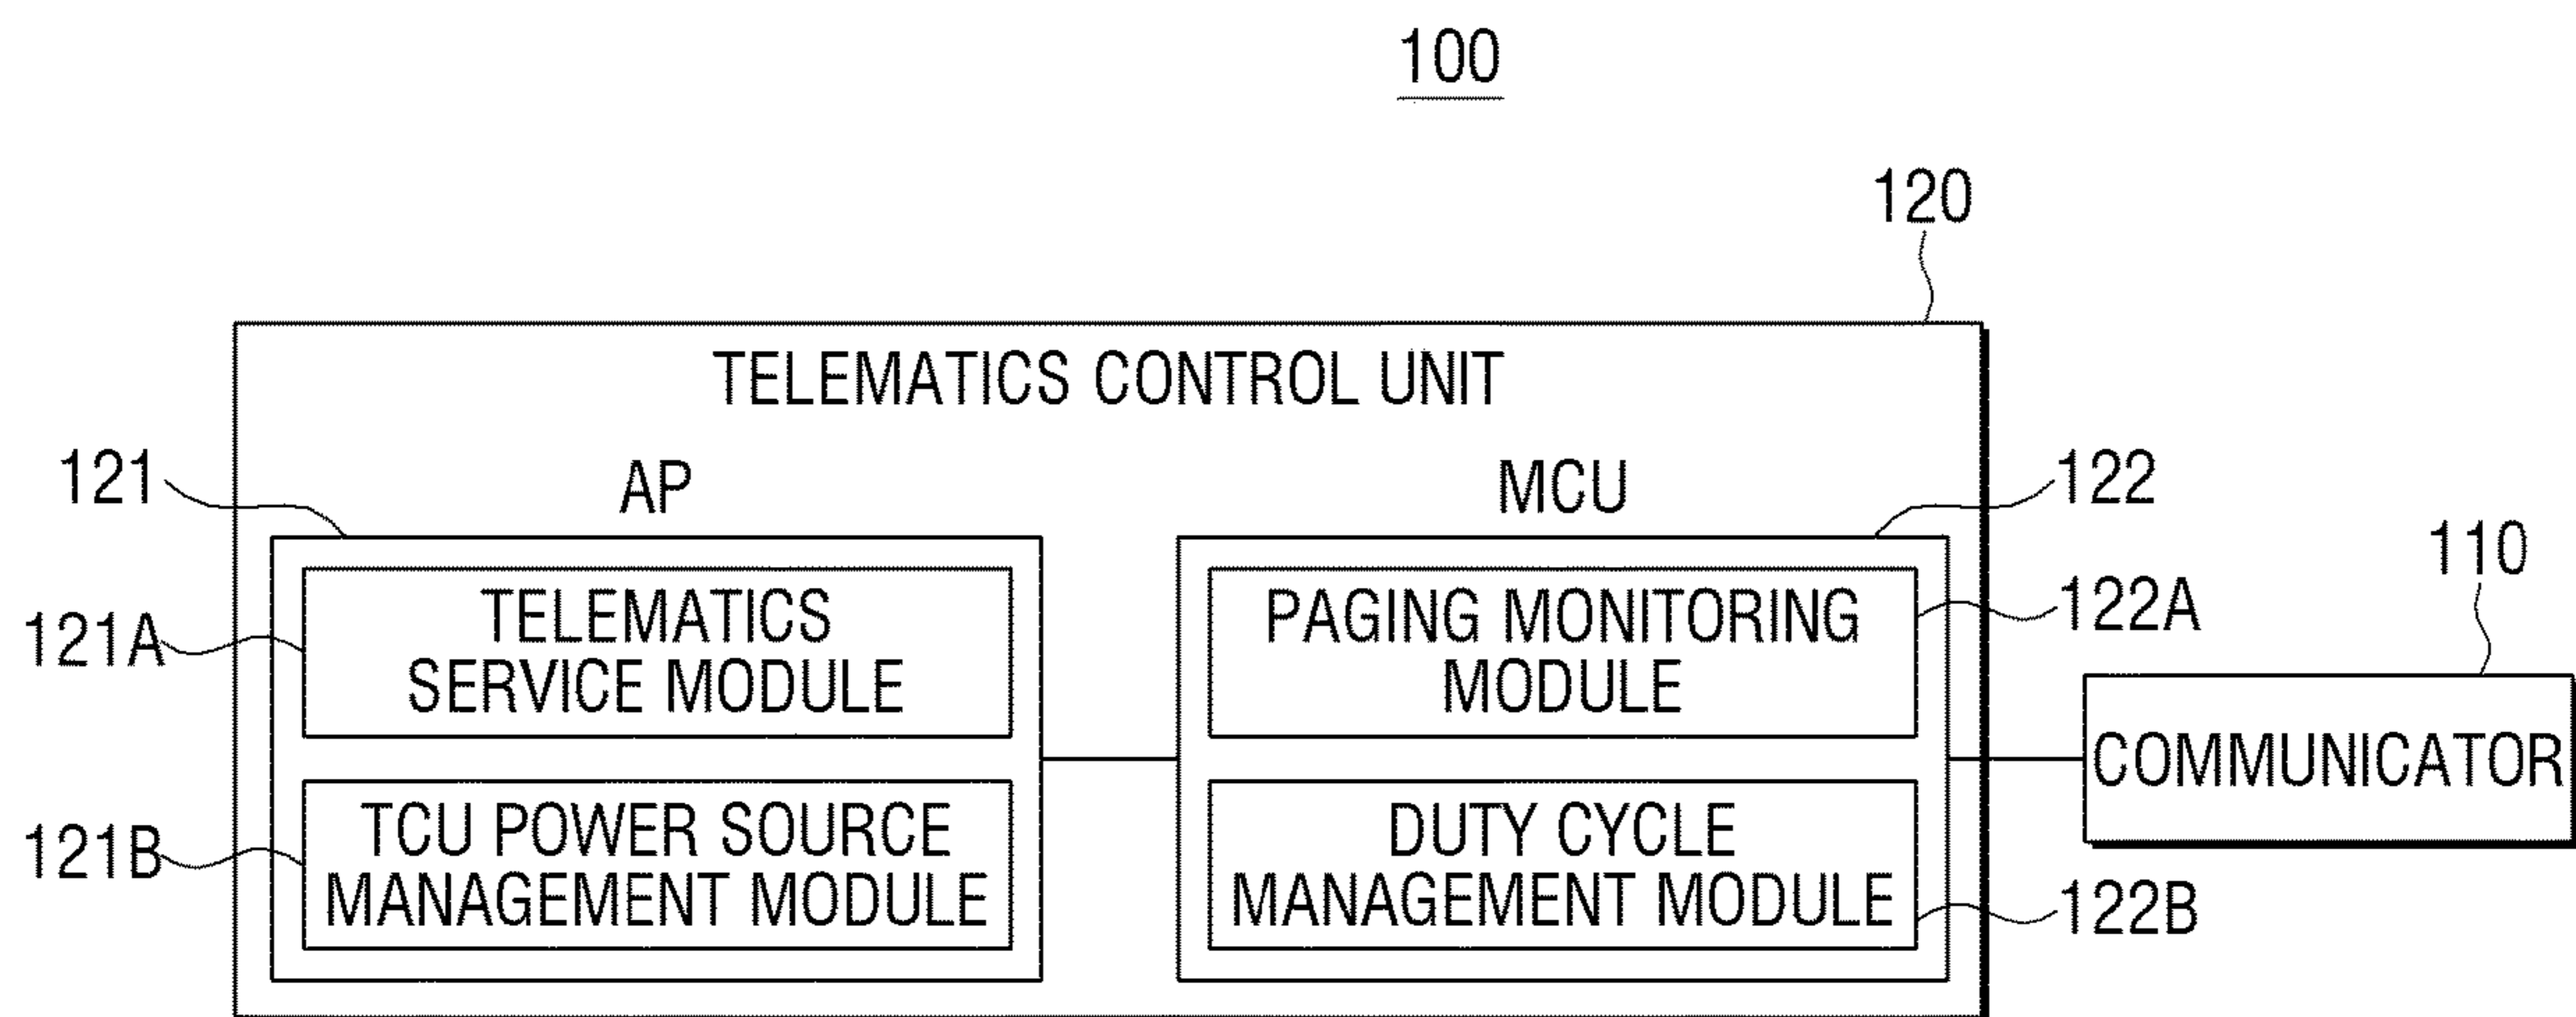 100
120
TELEMATICS CONTROL UNIT
121
AP
MCU
122
110
121A
TELEMATICS
SERVICE MODULE
PAGING MONITORING
MODULE
122A
COMMUNICATOR
121B
TCU POWER SOURCE
MANAGEMENT MODULE
DUTY CYCLE
MANAGEMENT MODULE
122B